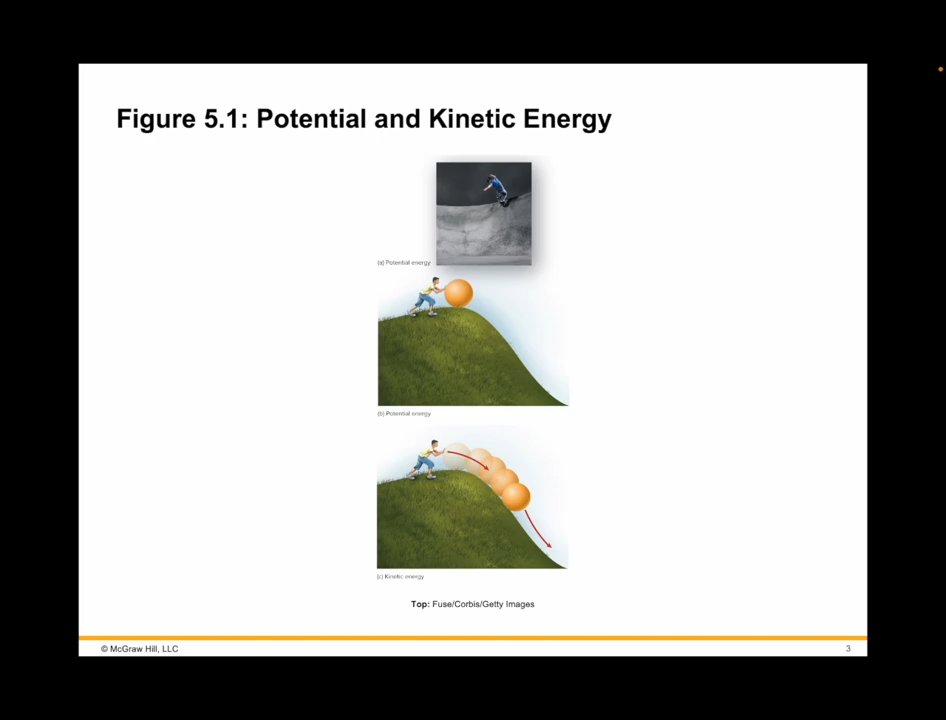 Figure 5.1: Potential and Kinetic Energy
(a) Potential energy
(b) Potential energy
(c) Kinetic energy
Top: Fuse/Corbis/Getty Images
© McGraw Hill, LLC
3